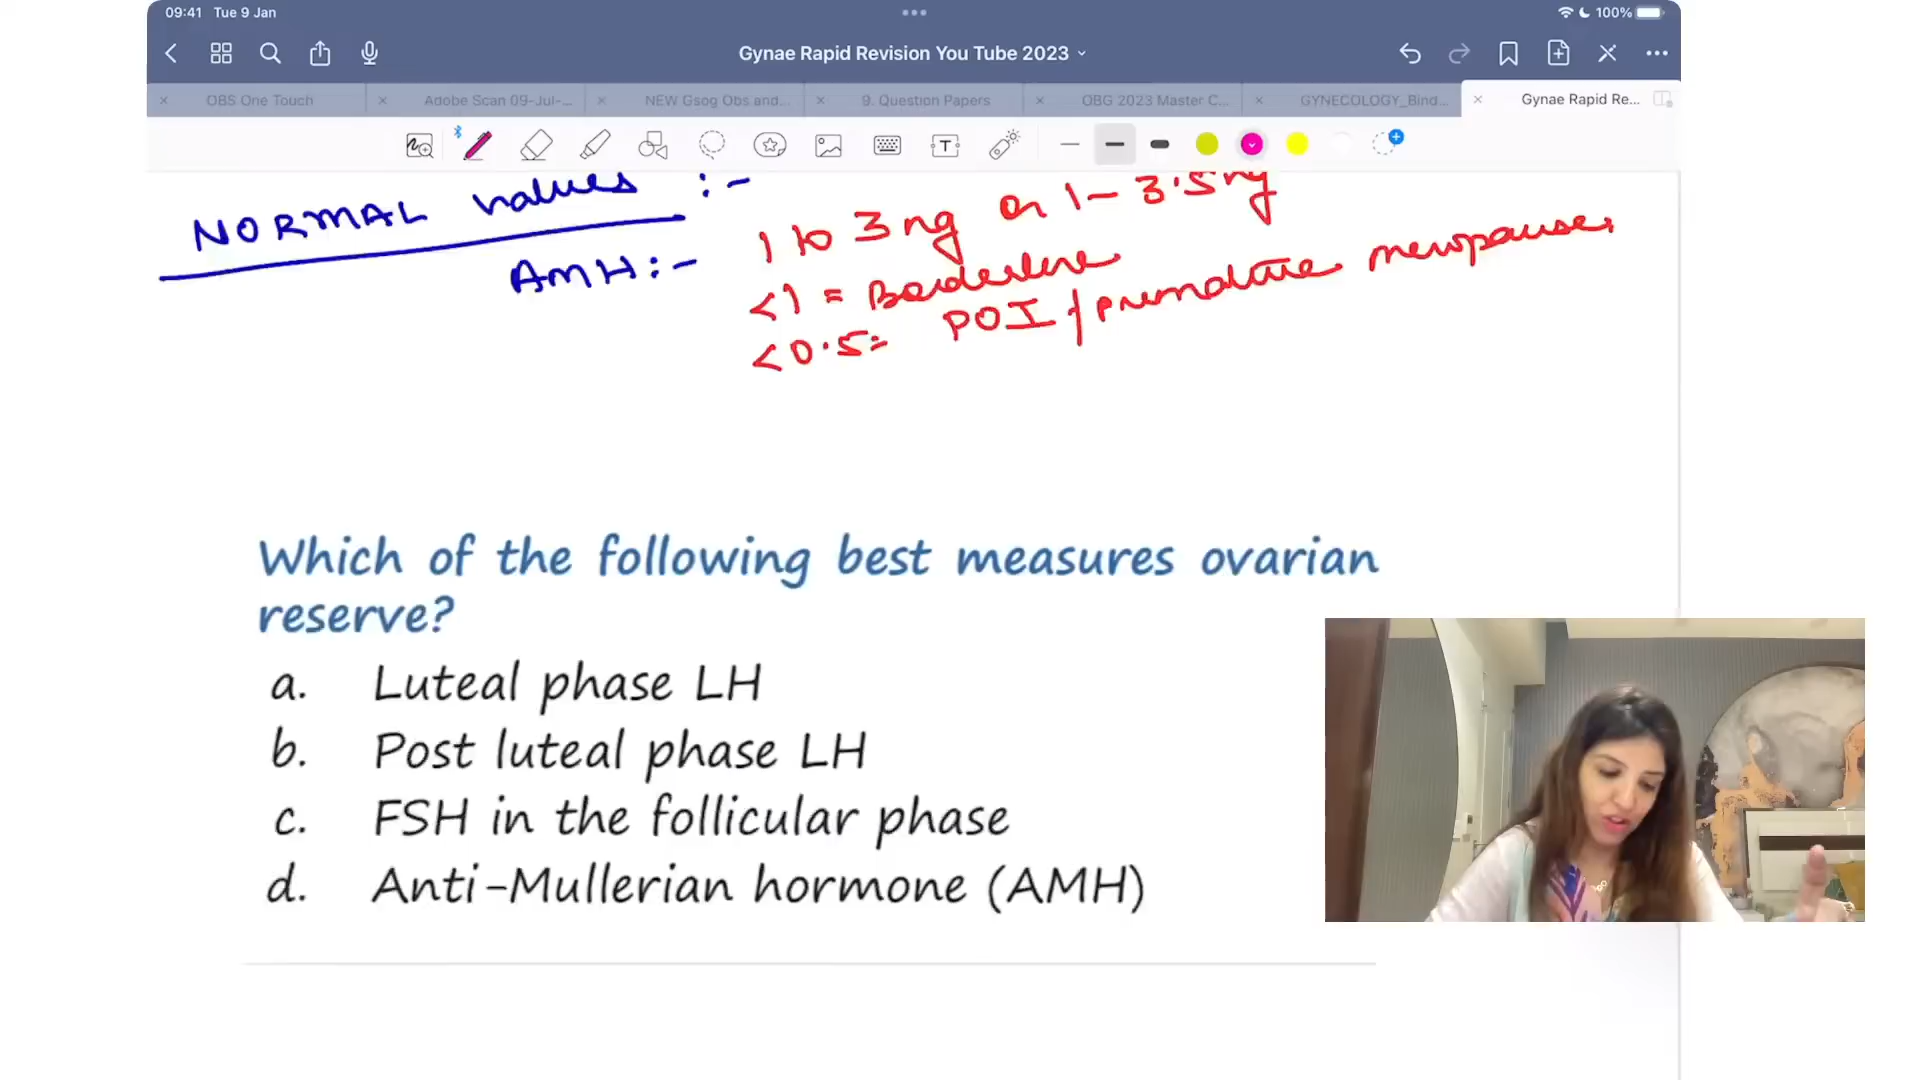 09:41 Tue 9 Jan
100%
Gynae Rapid Revision You Tube 2023
OBS One Touch
Adobe Scan 09-Jul-...
NEW Gsog Obs and...
9. Question Papers
OBG 2023 Master C...
GYNECOLOGY_Bind...
Gynae Rapid Re...
NORMAL values :-
AMH:- 1 to 3 ng or 1-3.5ng
<1 = Borderline
<0.5= POI / premature menopause.
Which of the following best measures ovarian
reserve?
a. Luteal phase LH
b. Post luteal phase LH
c. FSH in the follicular phase
d. Anti-Mullerian hormone (AMH)